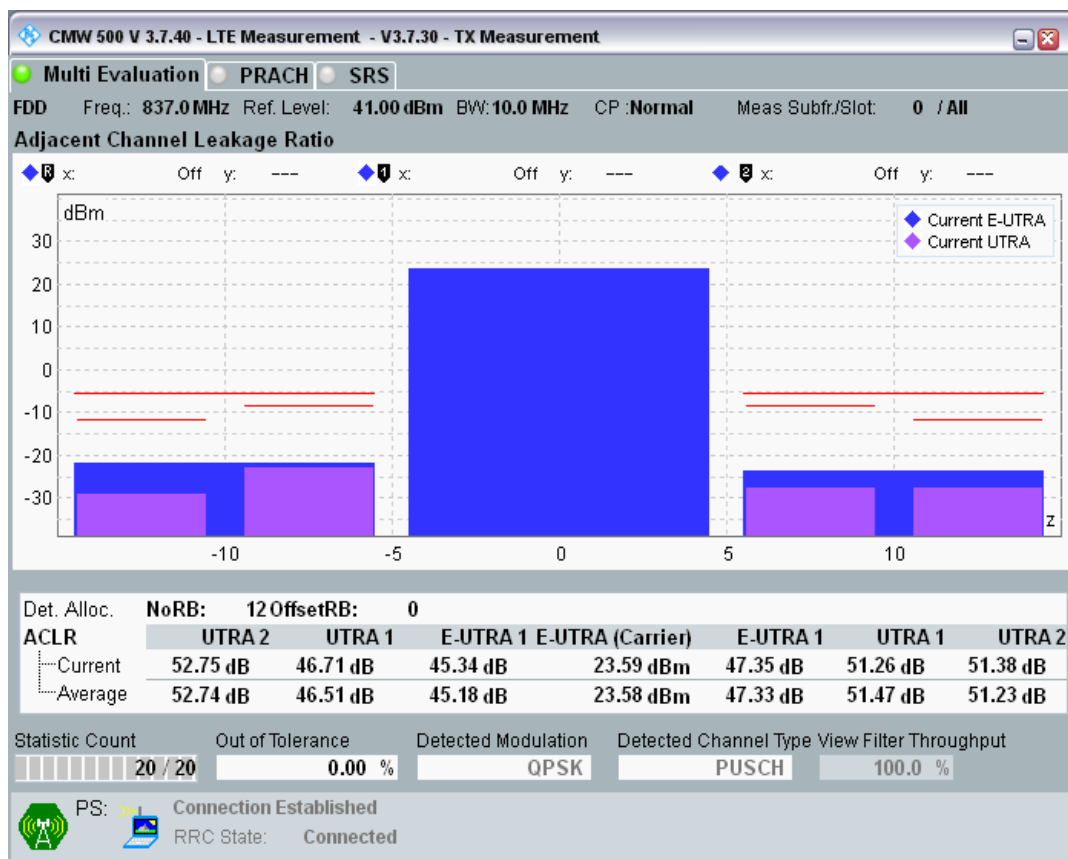 CMW 500 V 3.7.40 - LTE Measurement - V3.7.30 - TX Measurement
Multi Evaluation PRACH SRS
FDD Freq.: 837.0 MHz Ref. Level: 41.00 dBm BW: 10.0 MHz CP :Normal Meas Subfr./Slot: 0 / All
Adjacent Channel Leakage Ratio
R x: Off y: --- 1 x: Off y: --- 2 x: Off y: ---
dBm
Current E-UTRA
Current UTRA
30
20
10
0
-10
-20
-30
z
-10 -5 0 5 10
Det. Alloc. NoRB: 12 OffsetRB: 0
ACLR UTRA 2 UTRA 1 E-UTRA 1 E-UTRA (Carrier) E-UTRA 1 UTRA 1 UTRA 2
Current 52.75 dB 46.71 dB 45.34 dB 23.59 dBm 47.35 dB 51.26 dB 51.38 dB
Average 52.74 dB 46.51 dB 45.18 dB 23.58 dBm 47.33 dB 51.47 dB 51.23 dB
Statistic Count Out of Tolerance Detected Modulation Detected Channel Type View Filter Throughput
20 / 20 0.00 % QPSK PUSCH 100.0 %
PS: Connection Established
RRC State: Connected